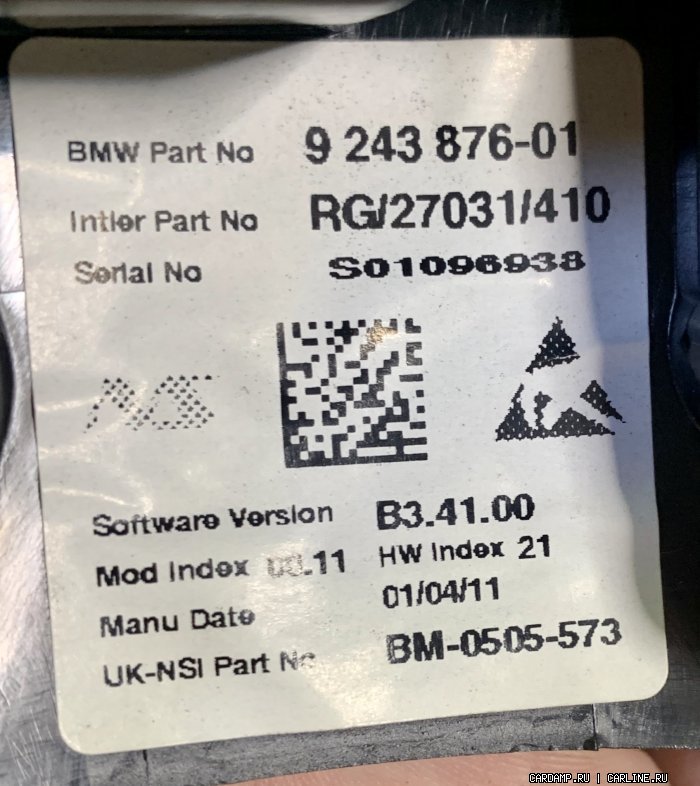 BMW Part No 9 243 876-01
Intier Part No RG/27031/410
Serial No S01096938
Software Version B3.41.00
Mod Index 00.11 HW Index 21
Manu Date 01/04/11
UK-NSI Part No BM-0505-573
CARDAMP.RU | CARLINE.RU